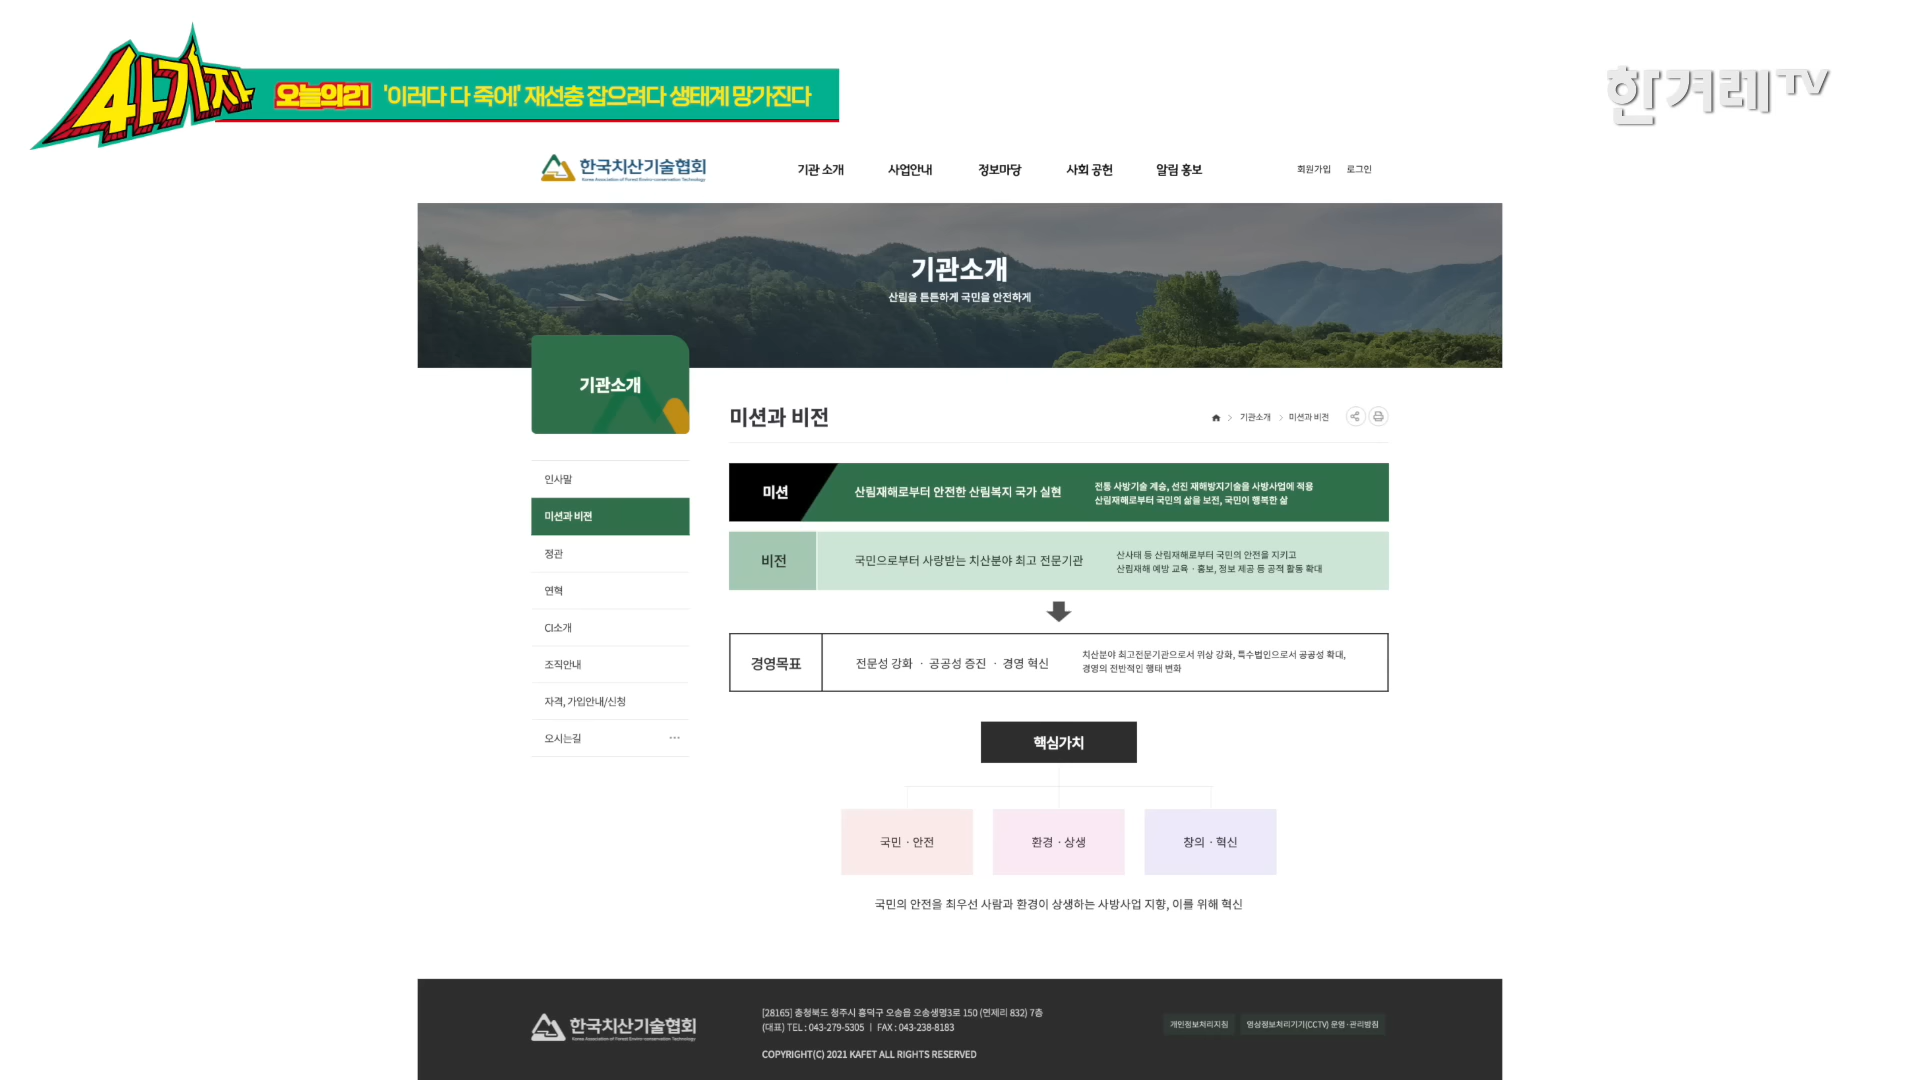 사기자
오늘의21 '이러다 다 죽어!' 재선충 잡으려다 생태계 망가진다
한겨레TV
한국치산기술협회
Korea Association of Forest Enviro-conservation Technology
기관 소개
사업안내
정보마당
사회 공헌
알림 홍보
회원가입
로그인
기관소개
산림을 튼튼하게 국민을 안전하게
기관소개
인사말
미션과 비젼
정관
연혁
CI소개
조직안내
자격, 가입안내/신청
오시는길
미션과 비전
기관소개
미션과 비전
미션
산림재해로부터 안전한 산림복지 국가 실현
전통 사방기술 계승, 선진 재해방지기술을 사방사업에 적용
산림재해로부터 국민의 삶을 보전, 국민이 행복한 삶
비전
국민으로부터 사랑받는 치산분야 최고 전문기관
산사태 등 산림재해로부터 국민의 안전을 지키고
산림재해 예방 교육 · 홍보, 정보 제공 등 공적 활동 확대
경영목표
전문성 강화 · 공공성 증진 · 경영 혁신
치산분야 최고전문기관으로서 위상 강화, 특수법인으로서 공공성 확대,
경영의 전반적인 행태 변화
핵심가치
국민 · 안전
환경 · 상생
창의 · 혁신
국민의 안전을 최우선 사람과 환경이 상생하는 사방사업 지향, 이를 위해 혁신
한국치산기술협회
Korea Association of Forest Enviro-conservation Technology
[28165] 충청북도 청주시 흥덕구 오송읍 오송생명3로 150 (연제리 832) 7층
(대표) TEL : 043-279-5305 | FAX : 043-238-8183
COPYRIGHT(C) 2021 KAFET ALL RIGHTS RESERVED
개인정보처리지침
영상정보처리기기(CCTV) 운영·관리방침